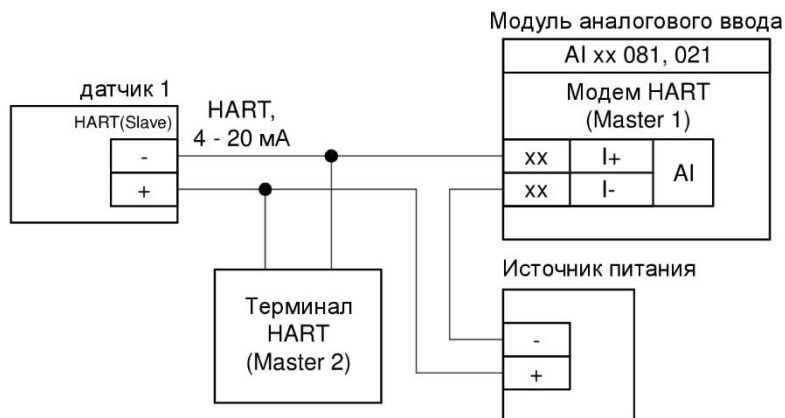 Модуль аналогового ввода
AI xx 081, 021
датчик 1
HART(Slave)
-
+
HART,
4 - 20 мА
Модем HART
(Master 1)
xx I+
xx I-
AI
Терминал
HART
(Master 2)
Источник питания
-
+